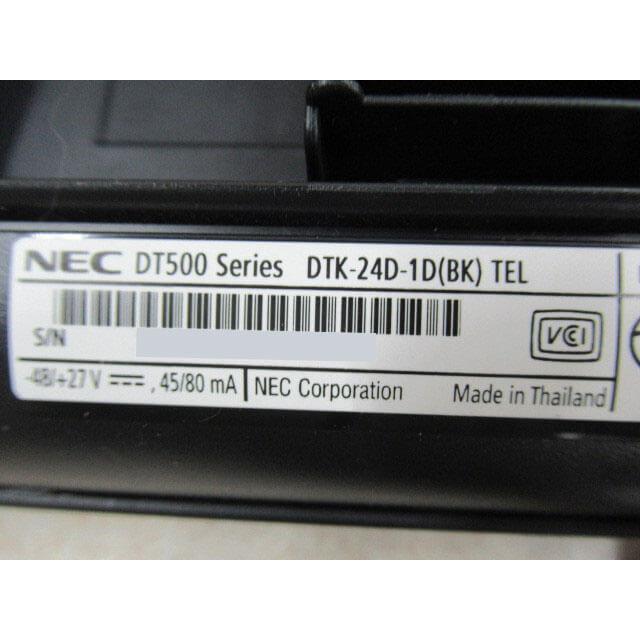 NEC DT500 Series DTK-24D-1D(BK) TEL
S/N
VCI
-48/+27 V ⎓, 45/80 mA NEC Corporation Made in Thailand